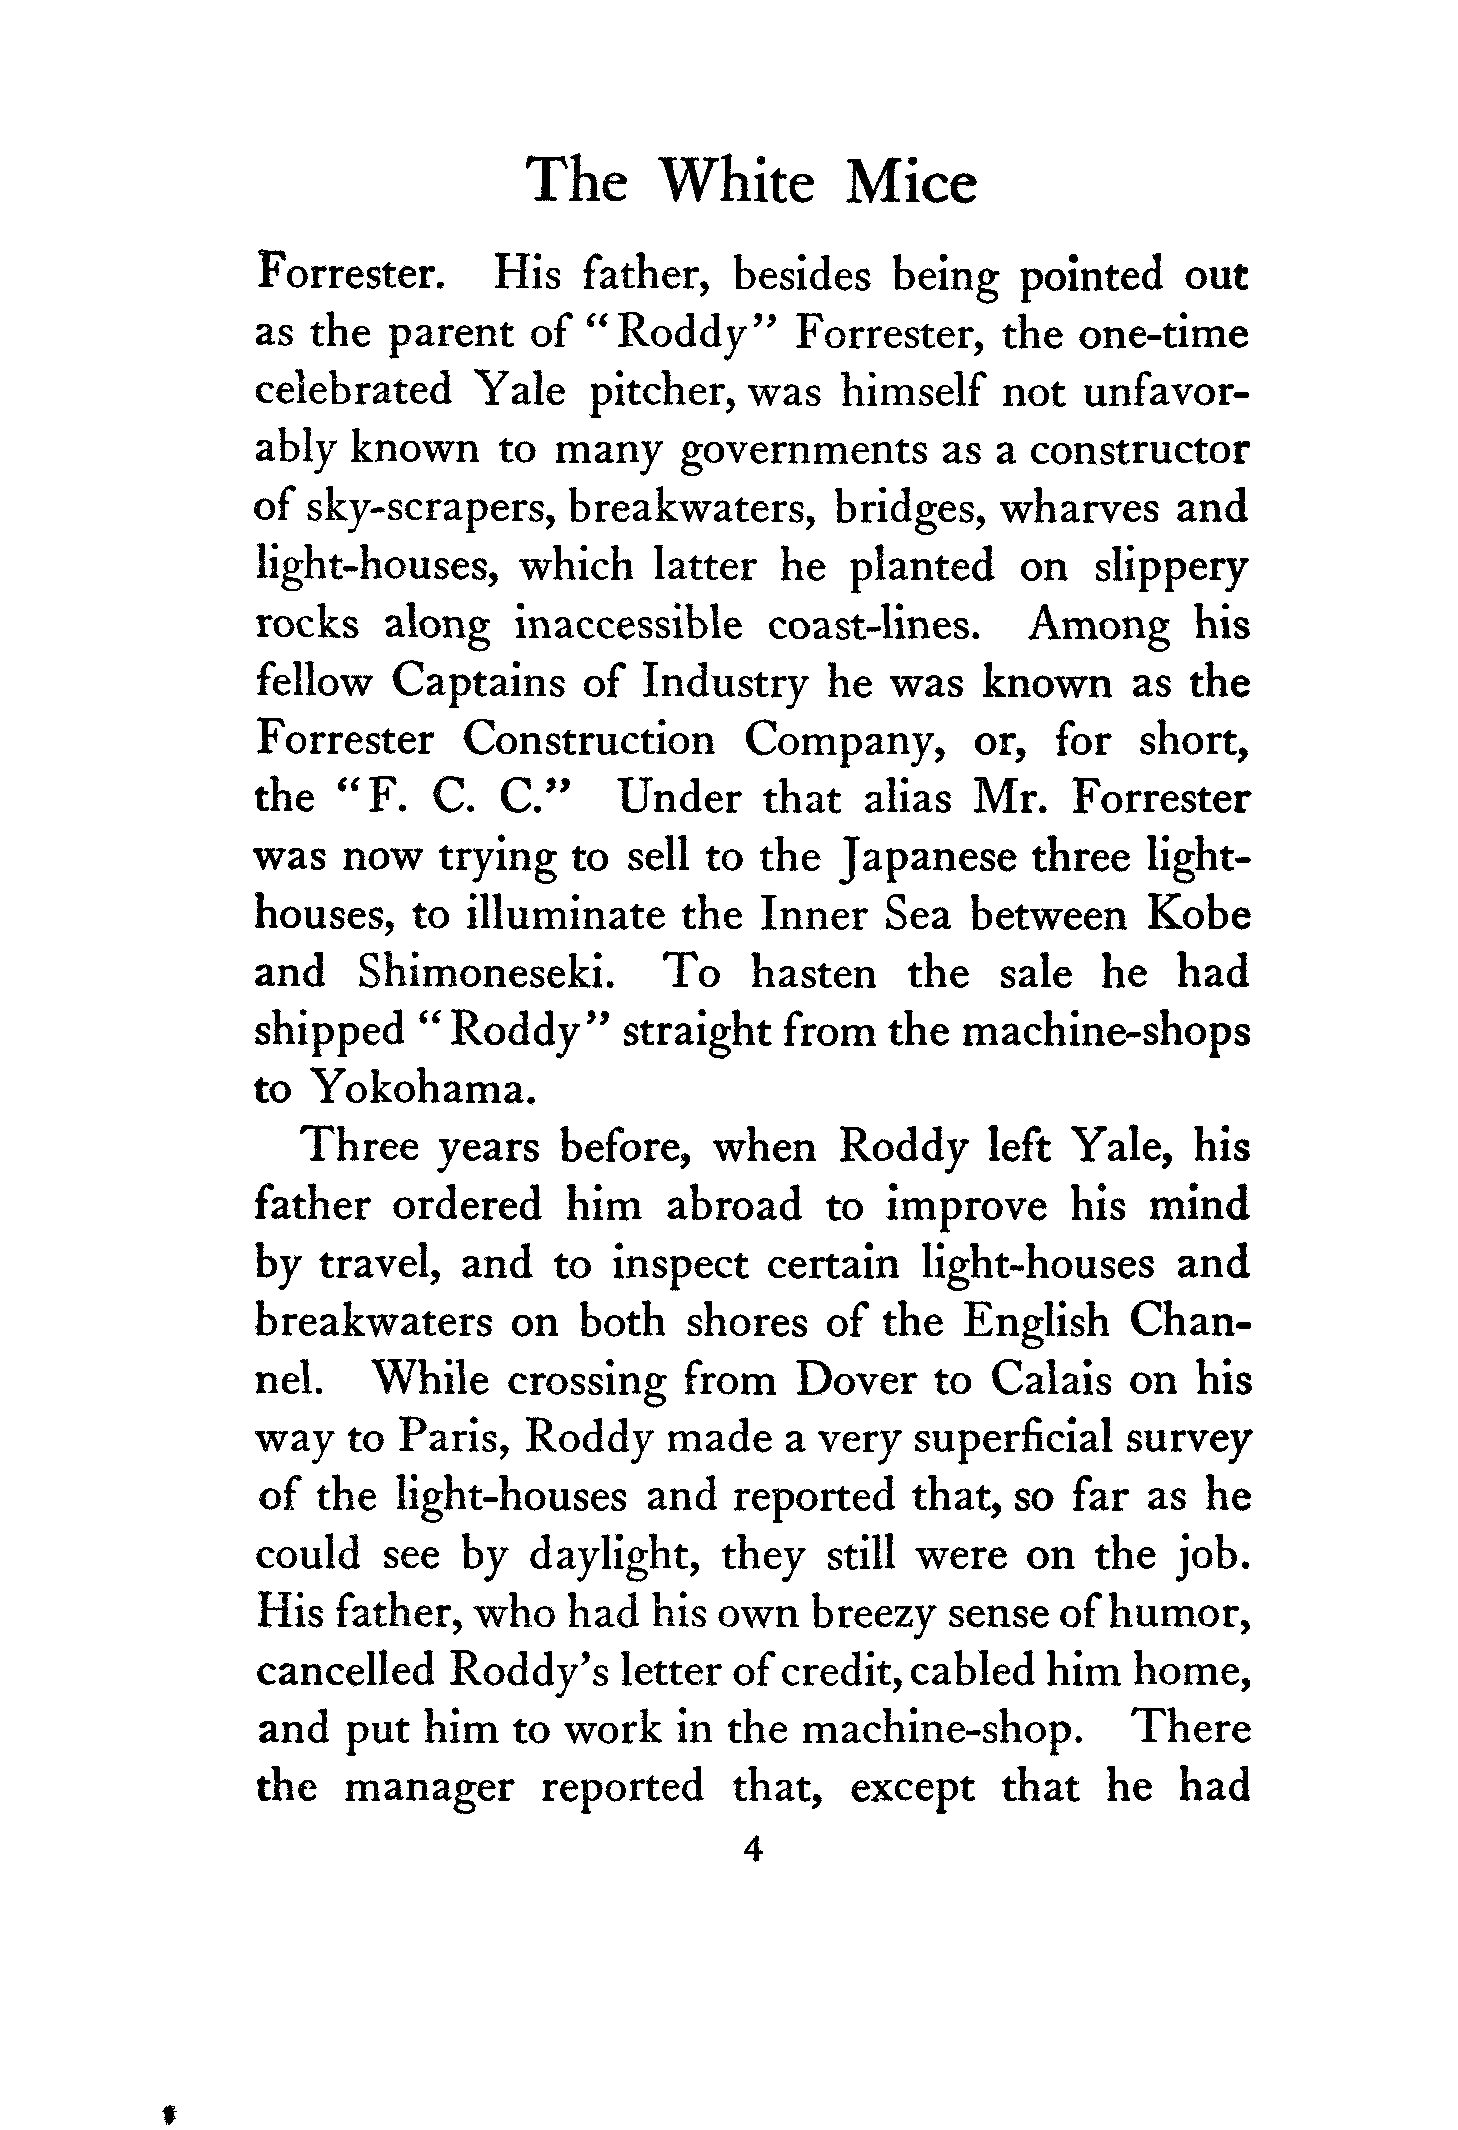 The White Mice
Forrester. His father, besides being pointed out
as the parent of "Roddy" Forrester, the one-time
celebrated Yale pitcher, was himself not unfavor-
ably known to many governments as a constructor
of sky-scrapers, breakwaters, bridges, wharves and
light-houses, which latter he planted on slippery
rocks along inaccessible coast-lines. Among his
fellow Captains of Industry he was known as the
Forrester Construction Company, or, for short,
the "F. C. C." Under that alias Mr. Forrester
was now trying to sell to the Japanese three light-
houses, to illuminate the Inner Sea between Kobe
and Shimoneseki. To hasten the sale he had
shipped "Roddy" straight from the machine-shops
to Yokohama.
Three years before, when Roddy left Yale, his
father ordered him abroad to improve his mind
by travel, and to inspect certain light-houses and
breakwaters on both shores of the English Chan-
nel. While crossing from Dover to Calais on his
way to Paris, Roddy made a very superficial survey
of the light-houses and reported that, so far as he
could see by daylight, they still were on the job.
His father, who had his own breezy sense of humor,
cancelled Roddy's letter of credit, cabled him home,
and put him to work in the machine-shop. There
the manager reported that, except that he had
4